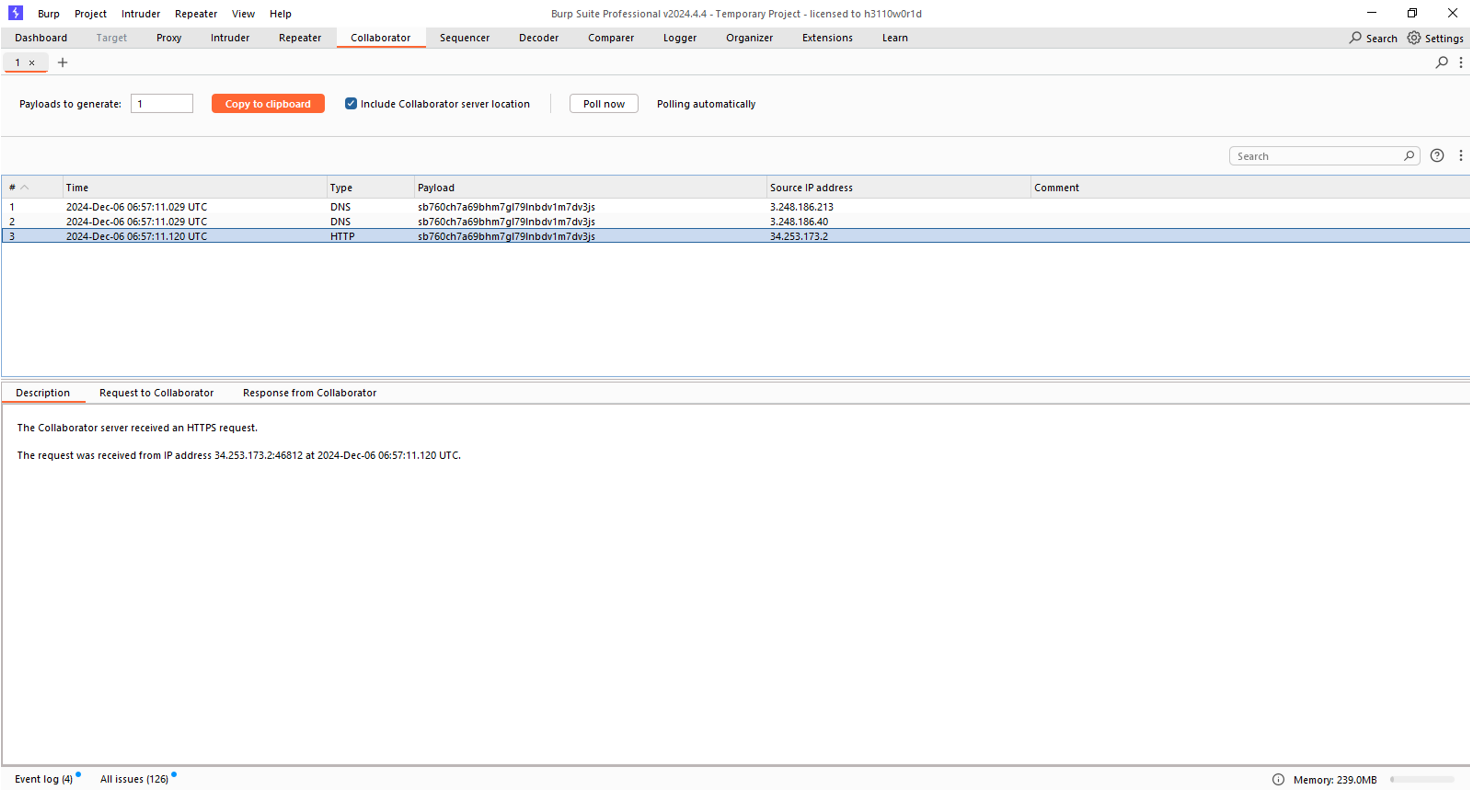 Burp Project Intruder Repeater View Help Burp Suite Professional v2024.4.4 - Temporary Project - licensed to h3110w0r1d
Dashboard Target Proxy Intruder Repeater Collaborator Sequencer Decoder Comparer Logger Organizer Extensions Learn Search Settings
1 × +
Payloads to generate: 1 Copy to clipboard Include Collaborator server location Poll now Polling automatically
Search
# Time Type Payload Source IP address Comment
1 2024-Dec-06 06:57:11.029 UTC DNS sb760ch7a69bhm7gl79lnbdv1m7dv3js 3.248.186.213
2 2024-Dec-06 06:57:11.029 UTC DNS sb760ch7a69bhm7gl79lnbdv1m7dv3js 3.248.186.40
3 2024-Dec-06 06:57:11.120 UTC HTTP sb760ch7a69bhm7gl79lnbdv1m7dv3js 34.253.173.2
Description Request to Collaborator Response from Collaborator
The Collaborator server received an HTTPS request.
The request was received from IP address 34.253.173.2:46812 at 2024-Dec-06 06:57:11.120 UTC.
Event log (4) All issues (126) Memory: 239.0MB